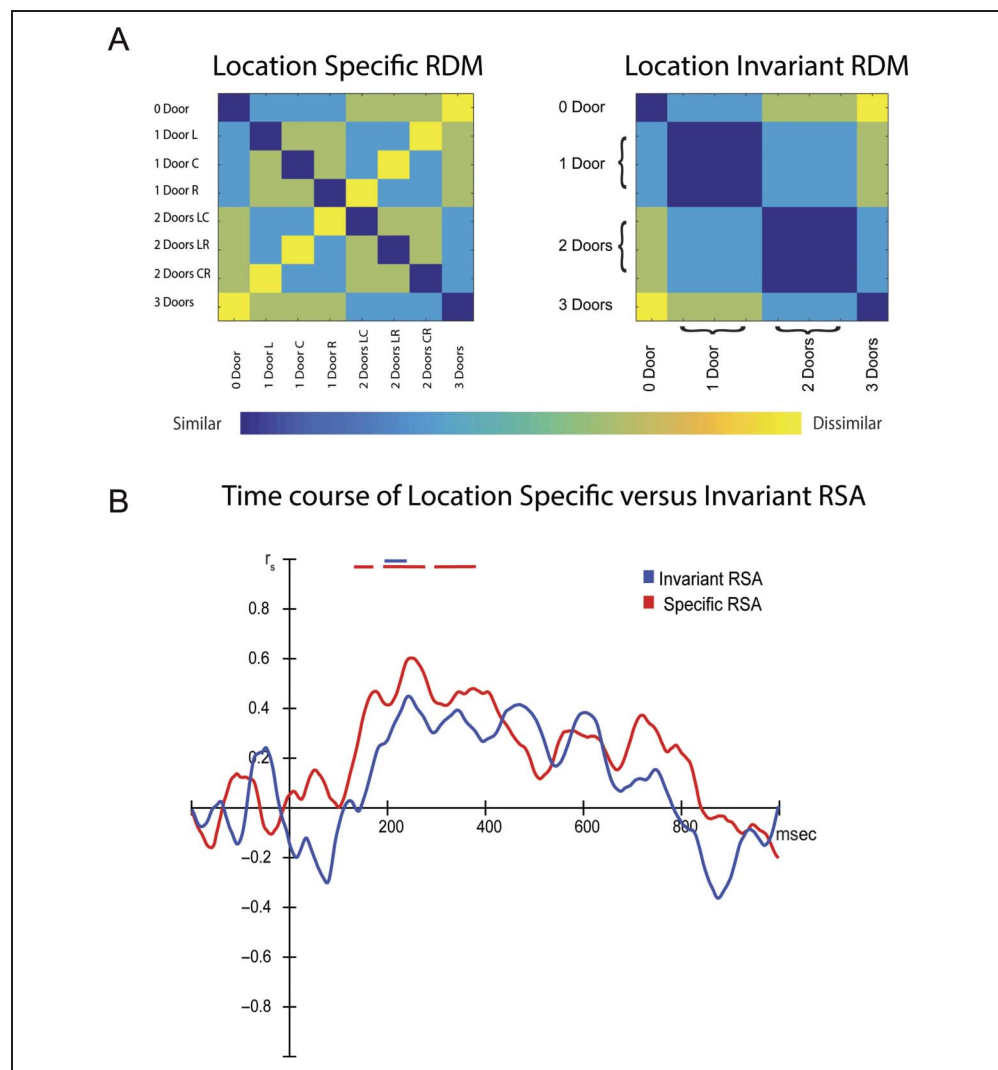 A
Location Specific RDM
Location Invariant RDM
0 Door
1 Door L
1 Door C
1 Door R
2 Doors LC
2 Doors LR
2 Doors CR
3 Doors
0 Door
1 Door L
1 Door C
1 Door R
2 Doors LC
2 Doors LR
2 Doors CR
3 Doors
0 Door
1 Door
2 Doors
3 Doors
0 Door
1 Door
2 Doors
3 Doors
Similar
Dissimilar
B
Time course of Location Specific versus Invariant RSA
rs
0.8
0.6
0.4
0.2
−0.2
−0.4
−0.6
−0.8
200
400
600
800
msec
Invariant RSA
Specific RSA